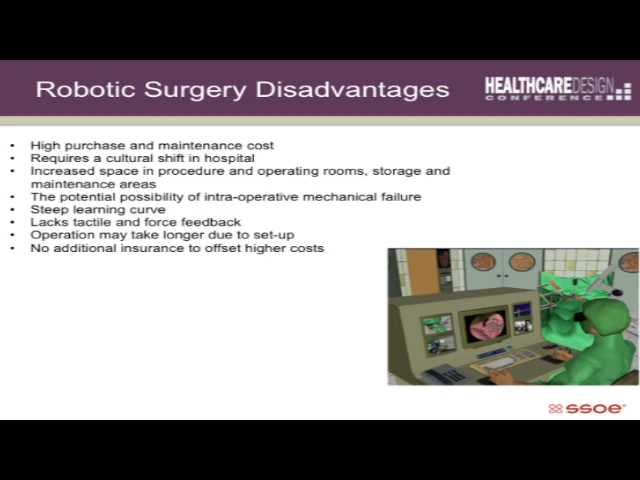 Robotic Surgery Disadvantages
HEALTHCAREDESIGN
CONFERENCE
• High purchase and maintenance cost
• Requires a cultural shift in hospital
• Increased space in procedure and operating rooms, storage and
maintenance areas
• The potential possibility of intra-operative mechanical failure
• Steep learning curve
• Lacks tactile and force feedback
• Operation may take longer due to set-up
• No additional insurance to offset higher costs
ssoe